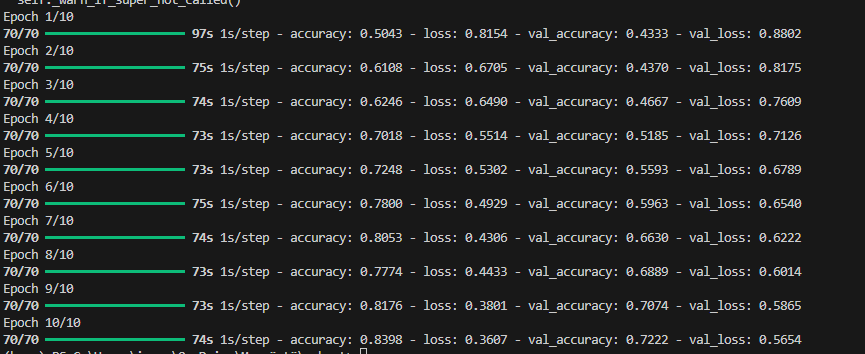 self._warn_if_super_not_called()
Epoch 1/10
70/70 97s 1s/step - accuracy: 0.5043 - loss: 0.8154 - val_accuracy: 0.4333 - val_loss: 0.8802
Epoch 2/10
70/70 75s 1s/step - accuracy: 0.6108 - loss: 0.6705 - val_accuracy: 0.4370 - val_loss: 0.8175
Epoch 3/10
70/70 74s 1s/step - accuracy: 0.6246 - loss: 0.6490 - val_accuracy: 0.4667 - val_loss: 0.7609
Epoch 4/10
70/70 73s 1s/step - accuracy: 0.7018 - loss: 0.5514 - val_accuracy: 0.5185 - val_loss: 0.7126
Epoch 5/10
70/70 73s 1s/step - accuracy: 0.7248 - loss: 0.5302 - val_accuracy: 0.5593 - val_loss: 0.6789
Epoch 6/10
70/70 75s 1s/step - accuracy: 0.7800 - loss: 0.4929 - val_accuracy: 0.5963 - val_loss: 0.6540
Epoch 7/10
70/70 74s 1s/step - accuracy: 0.8053 - loss: 0.4306 - val_accuracy: 0.6630 - val_loss: 0.6222
Epoch 8/10
70/70 73s 1s/step - accuracy: 0.7774 - loss: 0.4433 - val_accuracy: 0.6889 - val_loss: 0.6014
Epoch 9/10
70/70 73s 1s/step - accuracy: 0.8176 - loss: 0.3801 - val_accuracy: 0.7074 - val_loss: 0.5865
Epoch 10/10
70/70 74s 1s/step - accuracy: 0.8398 - loss: 0.3607 - val_accuracy: 0.7222 - val_loss: 0.5654